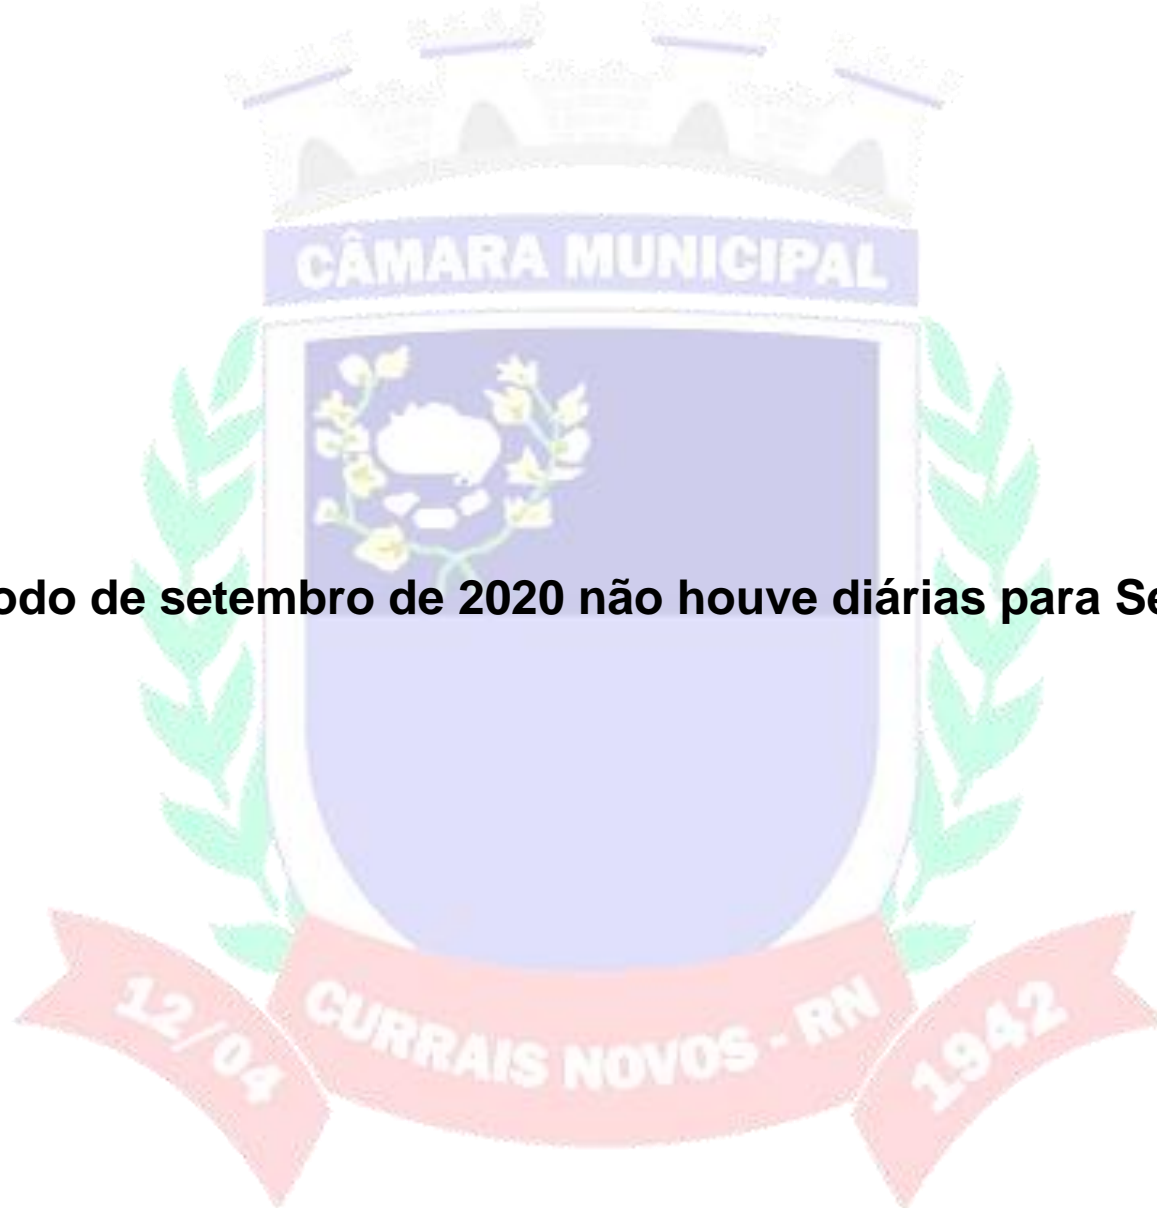 CÂMARA MUNICIPAL
odo de setembro de 2020 não houve diárias para Se
12/04
CURRAIS NOVOS - RN
1942